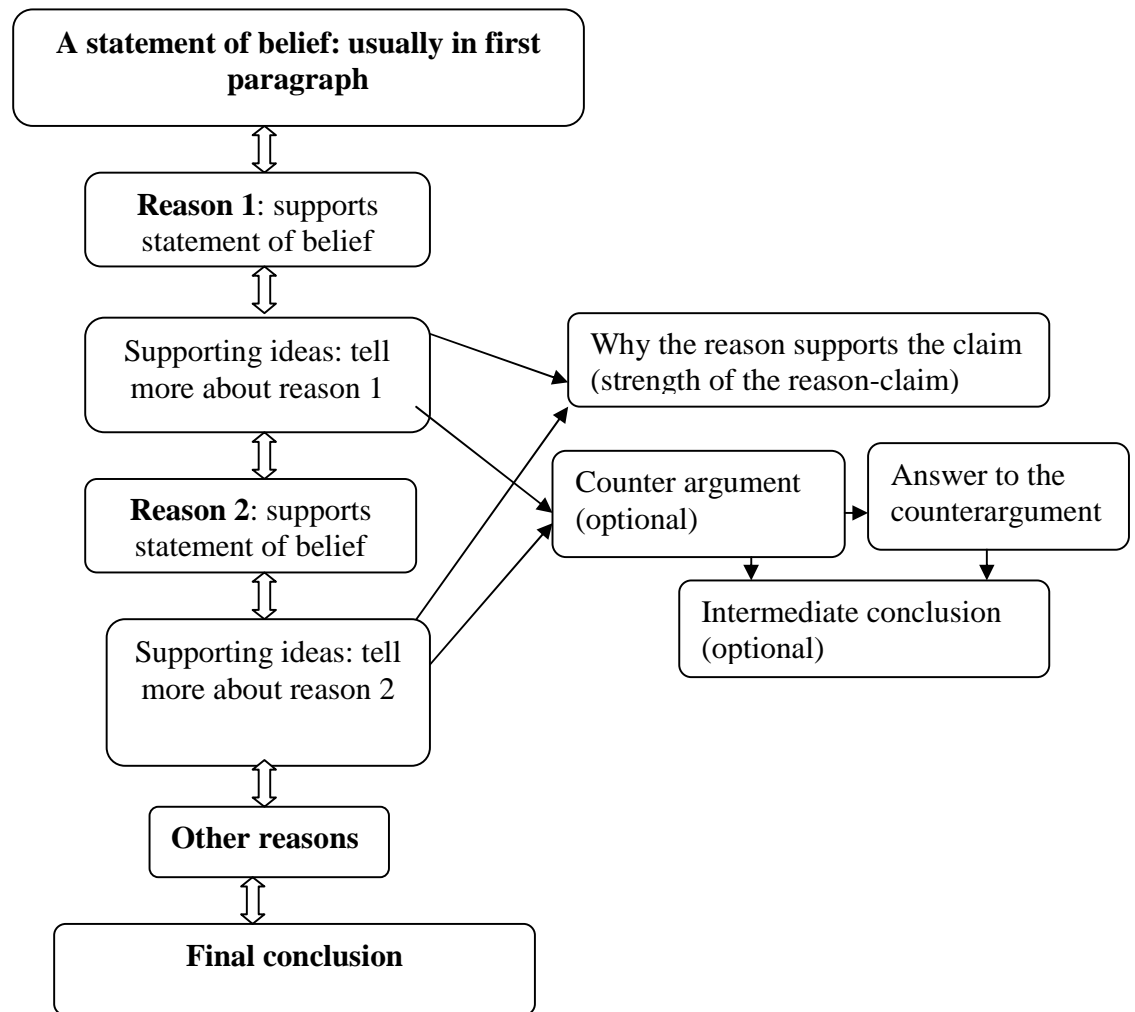 A statement of belief: usually in first
paragraph
Reason 1: supports
statement of belief
Supporting ideas: tell
more about reason 1
Why the reason supports the claim
(strength of the reason-claim)
Reason 2: supports
statement of belief
Counter argument
(optional)
Answer to the
counterargument
Intermediate conclusion
(optional)
Supporting ideas: tell
more about reason 2
Other reasons
Final conclusion